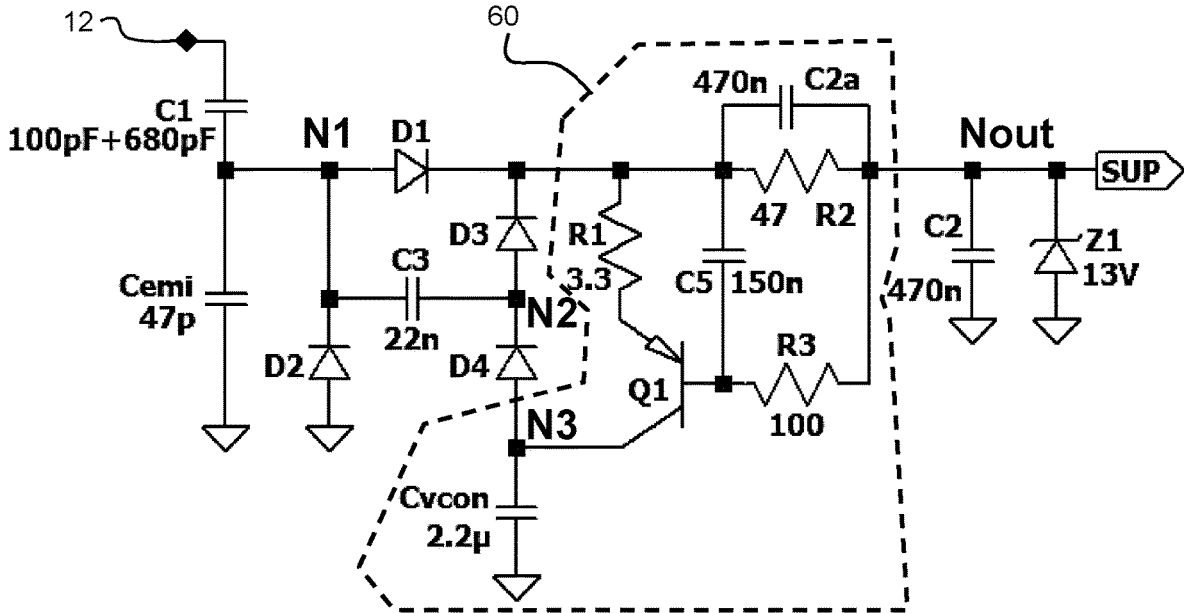 12
60
470n C2a
C1
100pF+680pF
N1
D1
Nout
SUP
47 R2
D3
R1
3.3
C2
470n
Z1
13V
C3
22n
C5 150n
Cemi
47p
N2
D2
D4
R3
100
Q1
N3
Cvcon
2.2µ